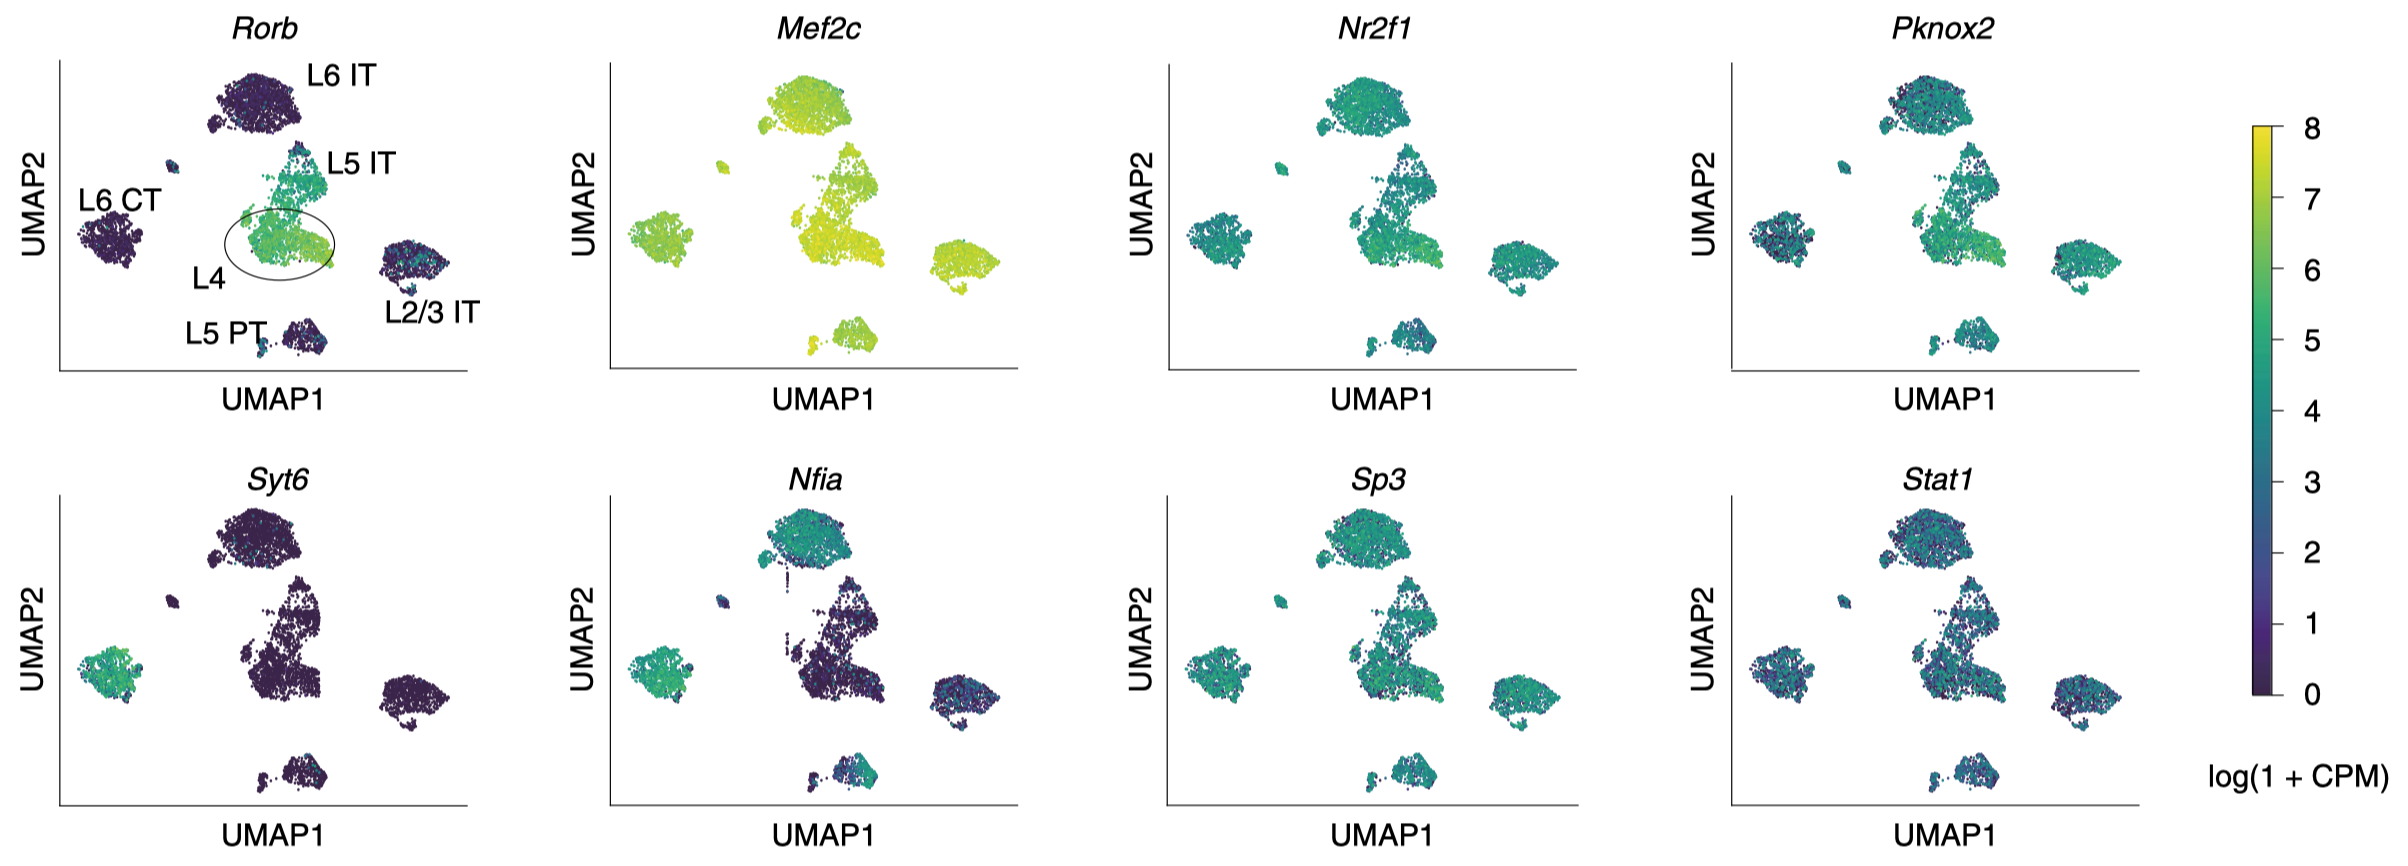 Rorb
Mef2c
Nr2f1
Pknox2
L6 IT
L5 IT
L6 CT
L4
L2/3 IT
L5 PT
UMAP2
UMAP2
UMAP2
UMAP2
UMAP1
UMAP1
UMAP1
UMAP1
8
7
6
5
4
3
2
1
0
log(1 + CPM)
Syt6
Nfia
Sp3
Stat1
UMAP2
UMAP2
UMAP2
UMAP2
UMAP1
UMAP1
UMAP1
UMAP1